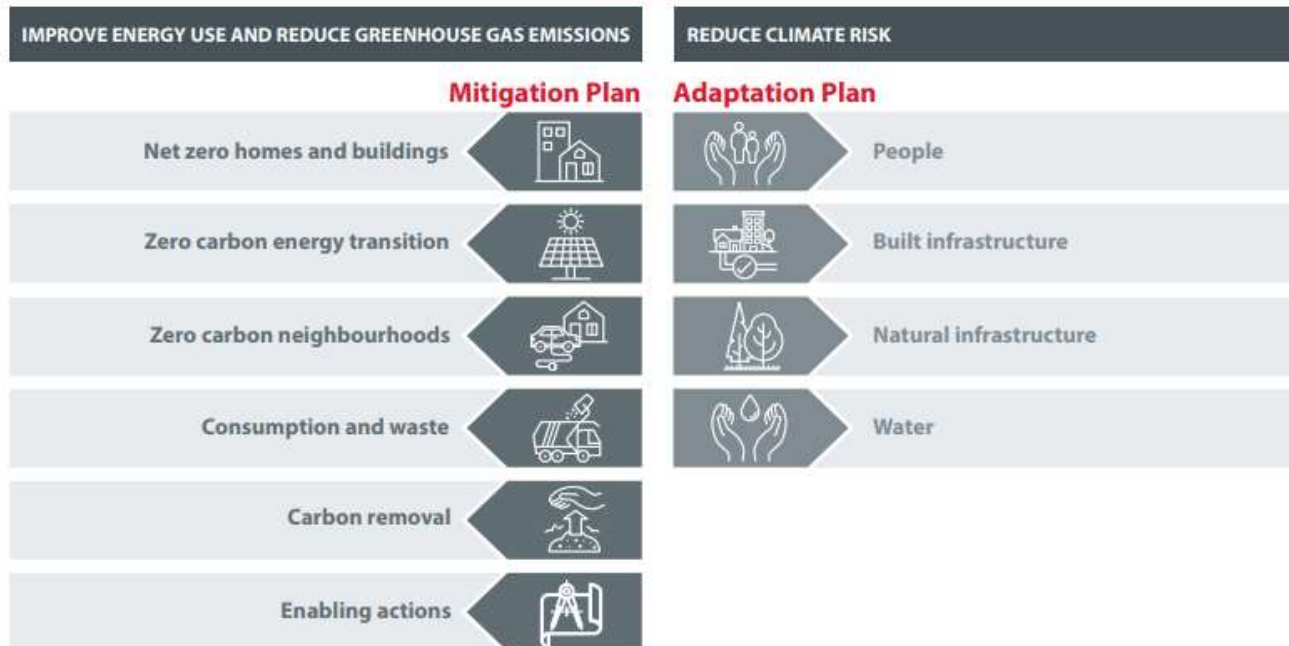 IMPROVE ENERGY USE AND REDUCE GREENHOUSE GAS EMISSIONS
Mitigation Plan
Net zero homes and buildings
Zero carbon energy transition
Zero carbon neighbourhoods
Consumption and waste
Carbon removal
Enabling actions
REDUCE CLIMATE RISK
Adaptation Plan
People
Built infrastructure
Natural infrastructure
Water